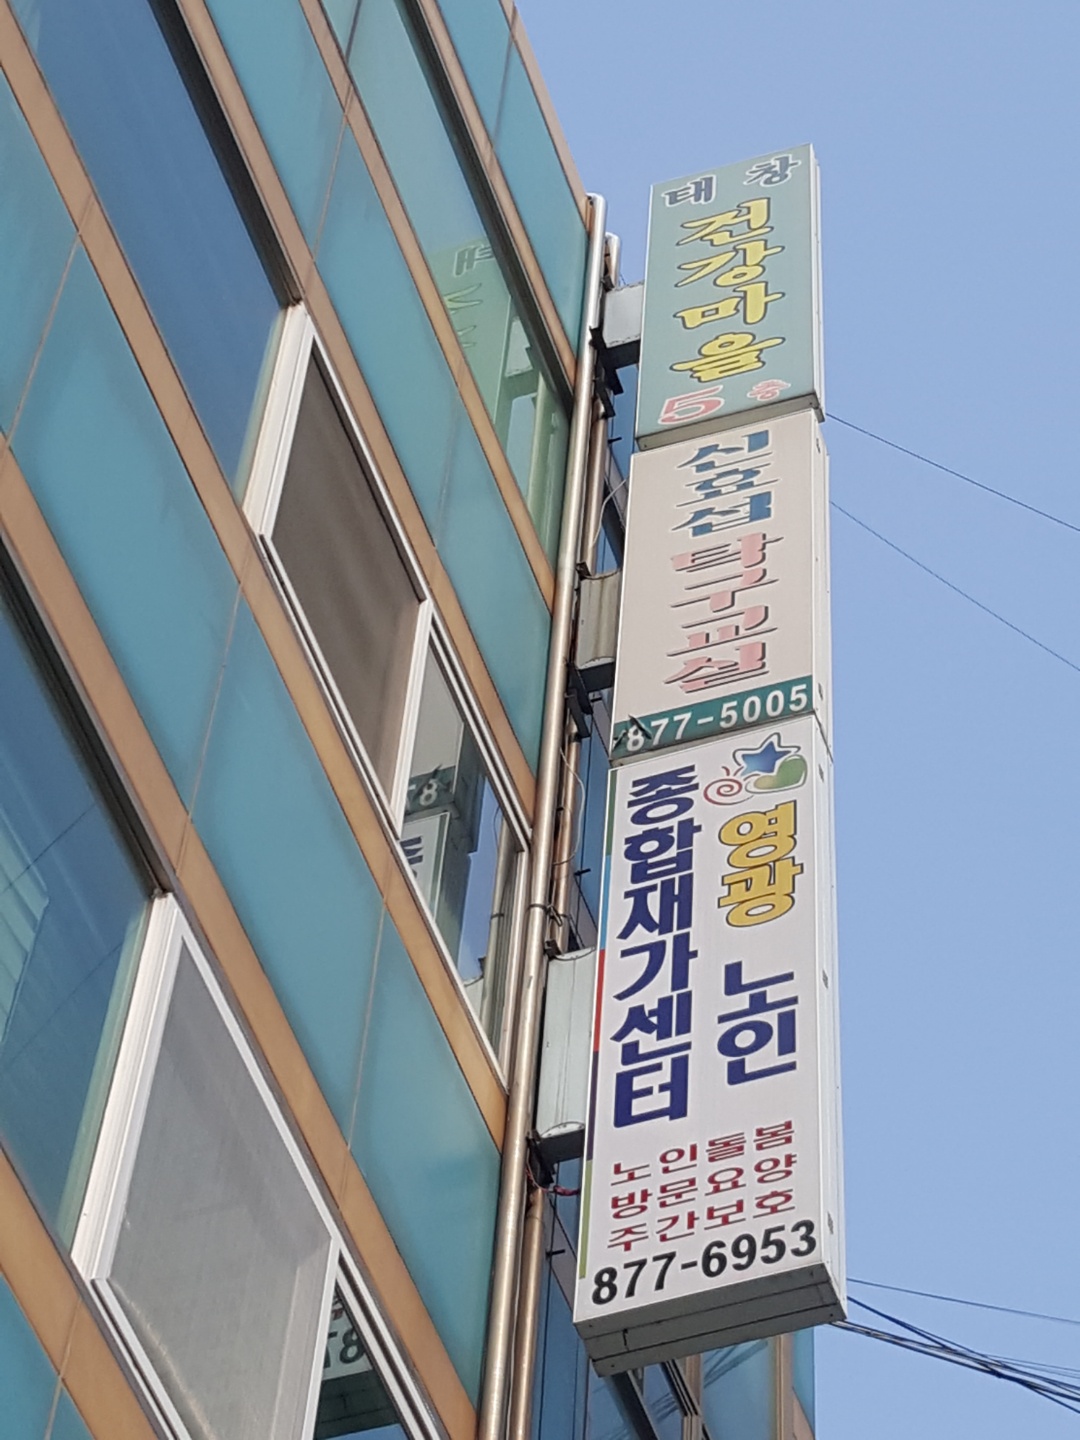 태창
건강마을
5층
신효섭
탁구교실
877-5005
영광 노인
종합재가센터
노인돌봄
방문요양
주간보호
877-6953